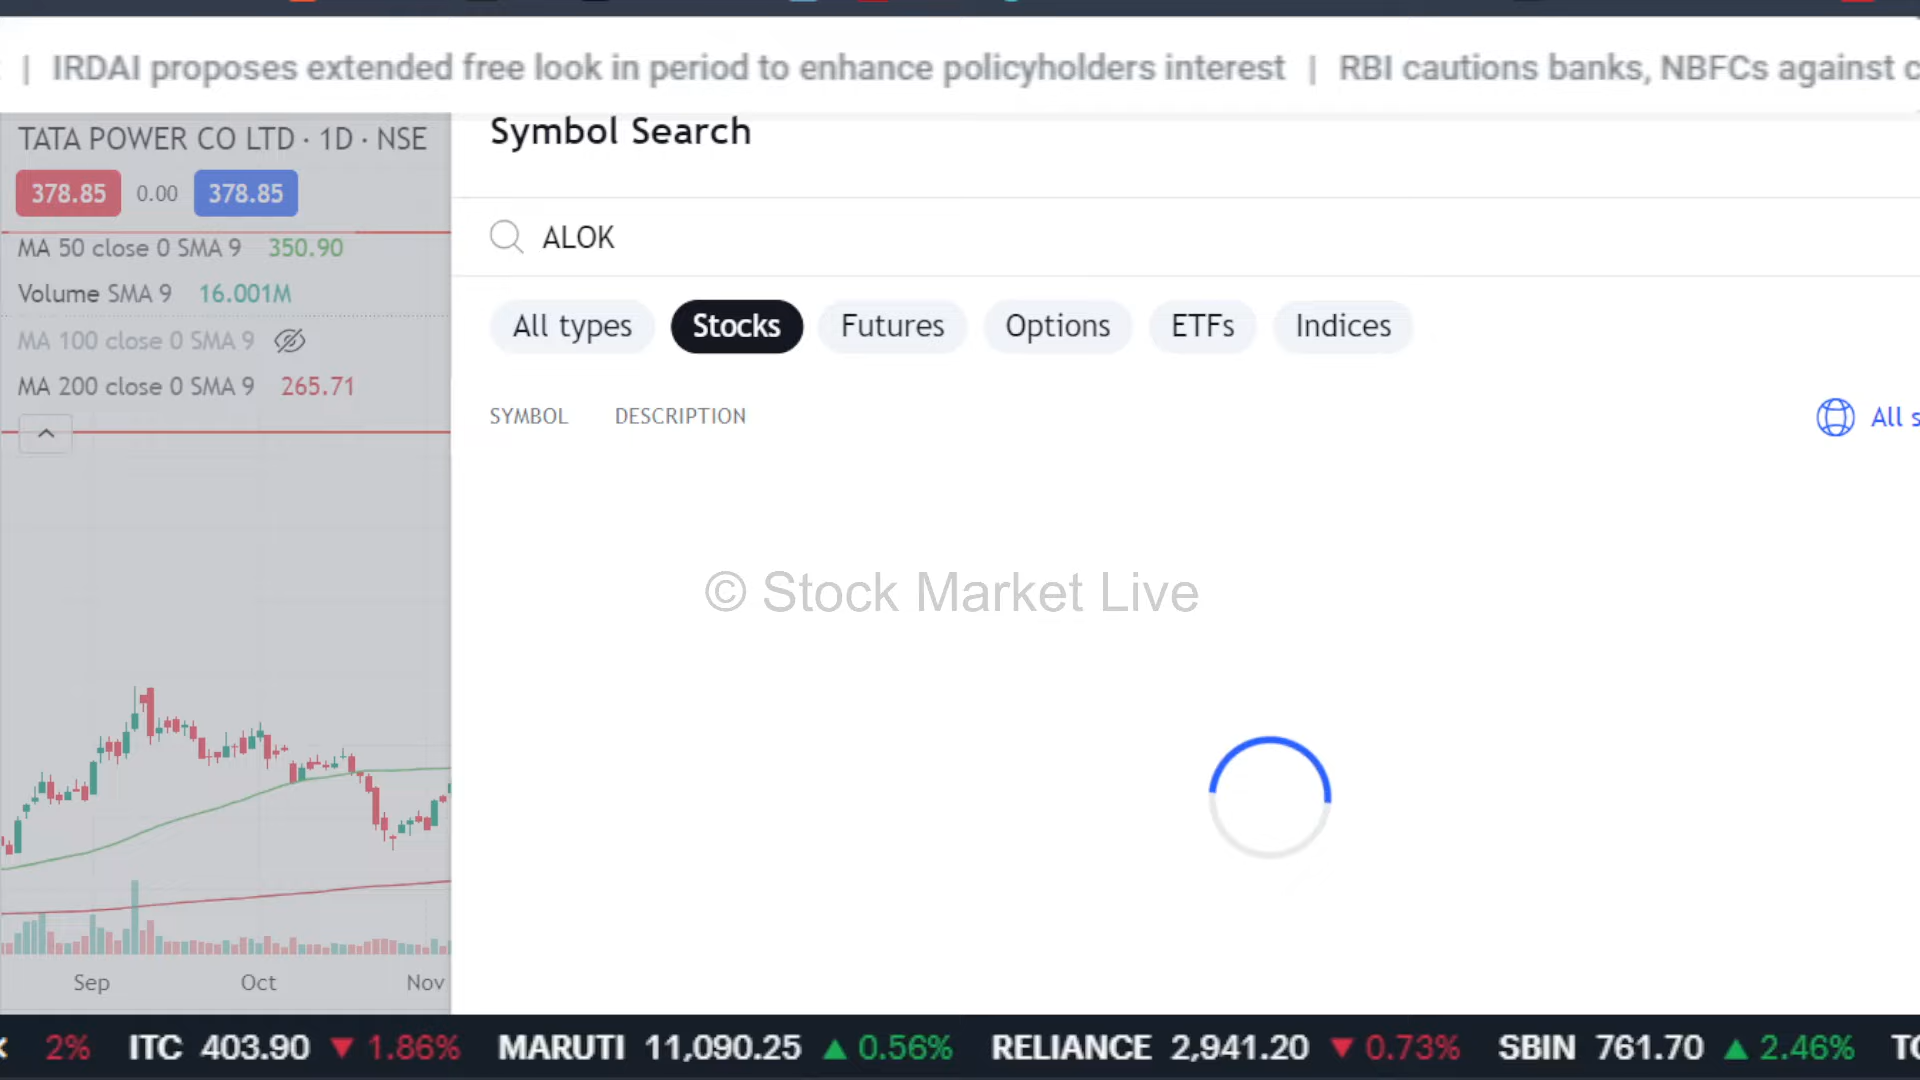 | IRDAI proposes extended free look in period to enhance policyholders interest | RBI cautions banks, NBFCs against
TATA POWER CO LTD · 1D · NSE
378.85 0.00 378.85
MA 50 close 0 SMA 9 350.90
Volume SMA 9 16.001M
MA 100 close 0 SMA 9
MA 200 close 0 SMA 9 265.71
Symbol Search
ALOK
All types Stocks Futures Options ETFs Indices
SYMBOL DESCRIPTION
All
© Stock Market Live
Sep Oct Nov
2% ITC 403.90 ▼ 1.86% MARUTI 11,090.25 ▲ 0.56% RELIANCE 2,941.20 ▼ 0.73% SBIN 761.70 ▲ 2.46%